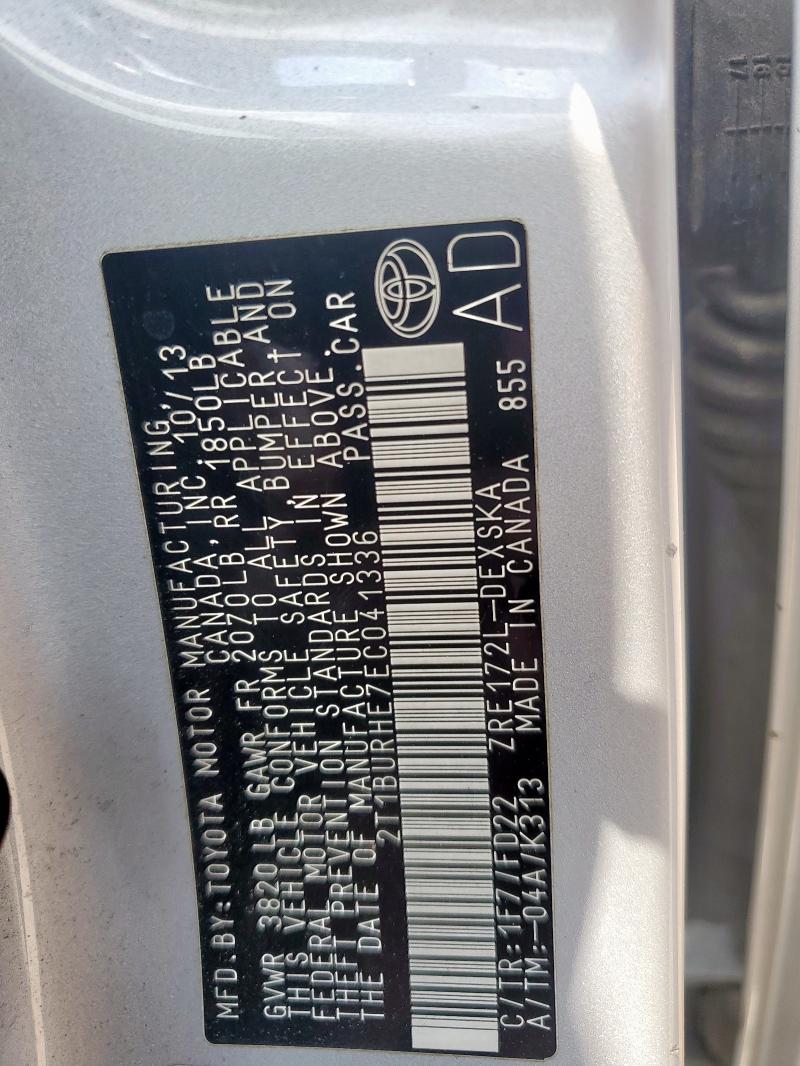 MFD.BY:TOYOTA MOTOR MANUFACTURING,
CANADA,INC. 10/13
GVWR 3820 LB GAWR FR 2070LB,RR 1850LB
THIS VEHICLE CONFORMS TO ALL APPLICABLE
FEDERAL MOTOR VEHICLE SAFETY,BUMPER,AND
THEFT PREVENTION STANDARDS IN EFFECT ON
THE DATE OF MANUFACTURE SHOWN ABOVE.
2T1BURHE7EC041336 PASS.CAR
C/TR:1F7/FD22 ZRE172L-DEXSKA
A/TM:-04A/K313 MADE IN CANADA 855
AD